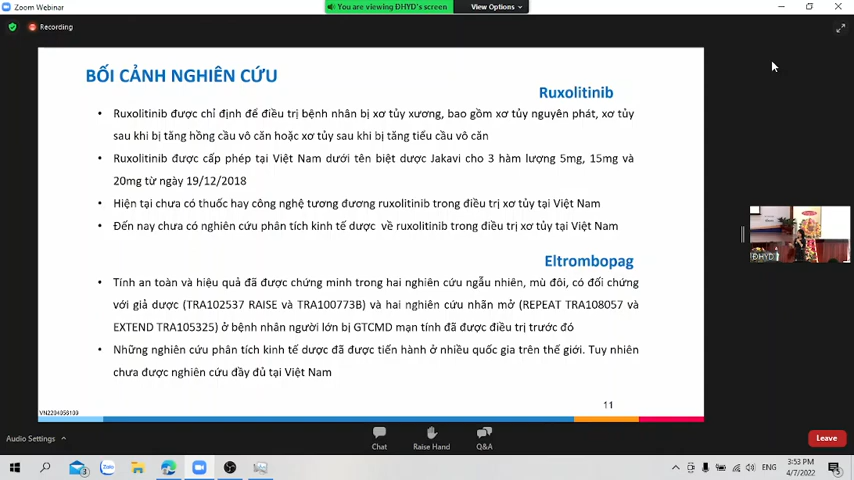 Zoom Webinar
You are viewing ĐHYD's screen
View Options
Recording
BỐI CẢNH NGHIÊN CỨU
Ruxolitinib
• Ruxolitinib được chỉ định để điều trị bệnh nhân bị xơ tủy xương, bao gồm xơ tủy nguyên phát, xơ tủy
sau khi bị tăng hồng cầu vô căn hoặc xơ tủy sau khi bị tăng tiểu cầu vô căn
• Ruxolitinib được cấp phép tại Việt Nam dưới tên biệt dược Jakavi cho 3 hàm lượng 5mg, 15mg và
20mg từ ngày 19/12/2018
• Hiện tại chưa có thuốc hay công nghệ tương đương ruxolitinib trong điều trị xơ tủy tại Việt Nam
• Đến nay chưa có nghiên cứu phân tích kinh tế dược về ruxolitinib trong điều trị xơ tủy tại Việt Nam
Eltrombopag
• Tính an toàn và hiệu quả đã được chứng minh trong hai nghiên cứu ngẫu nhiên, mù đôi, có đối chứng
với giả dược (TRA102537 RAISE và TRA100773B) và hai nghiên cứu nhãn mở (REPEAT TRA108057 và
EXTEND TRA105325) ở bệnh nhân người lớn bị GTCMD mạn tính đã được điều trị trước đó
• Những nghiên cứu phân tích kinh tế dược đã được tiến hành ở nhiều quốc gia trên thế giới. Tuy nhiên
chưa được nghiên cứu đầy đủ tại Việt Nam
11
VN2204056199
ĐHYD
Audio Settings
Chat
Raise Hand
Q&A
Leave
Zalo
ENG
3:53 PM
4/7/2022